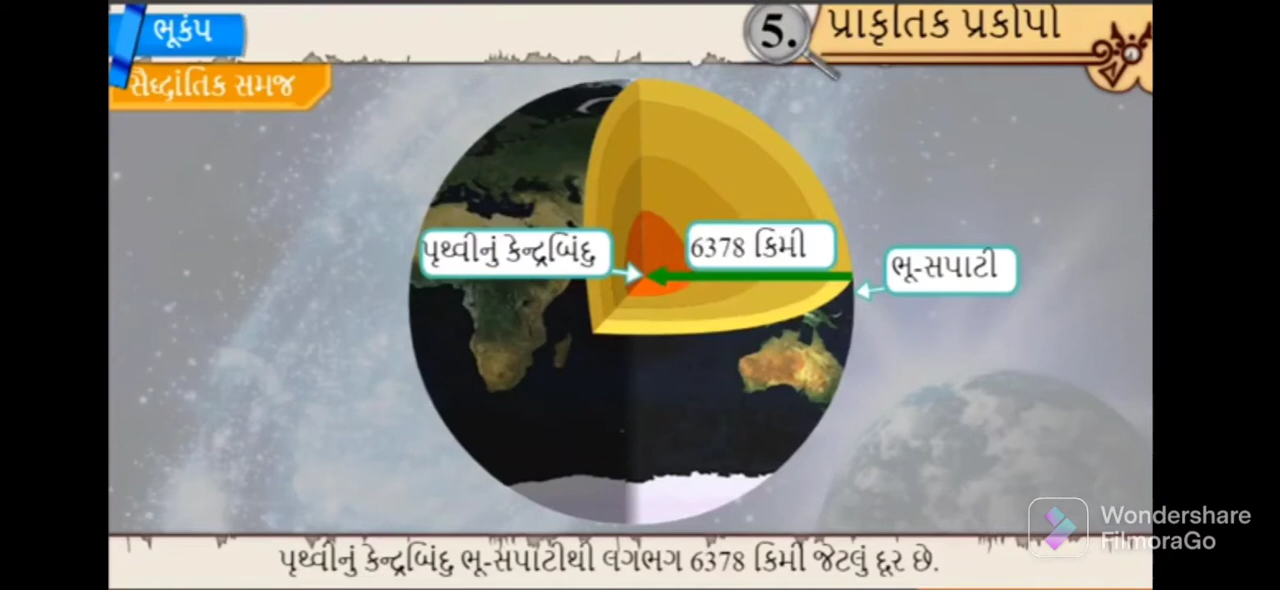 ભૂકંપ
5.
પ્રાકૃતિક પ્રકોપો
સૈદ્ધાંતિક સમજ
પૃથ્વીનું કેન્દ્રબિંદુ
6378 કિમી
ભૂ-સપાટી
Wondershare
FilmoraGo
પૃથ્વીનું કેન્દ્રબિંદુ ભૂ-સપાટીથી લગભગ 6378 કિમી જેટલું દૂર છે.